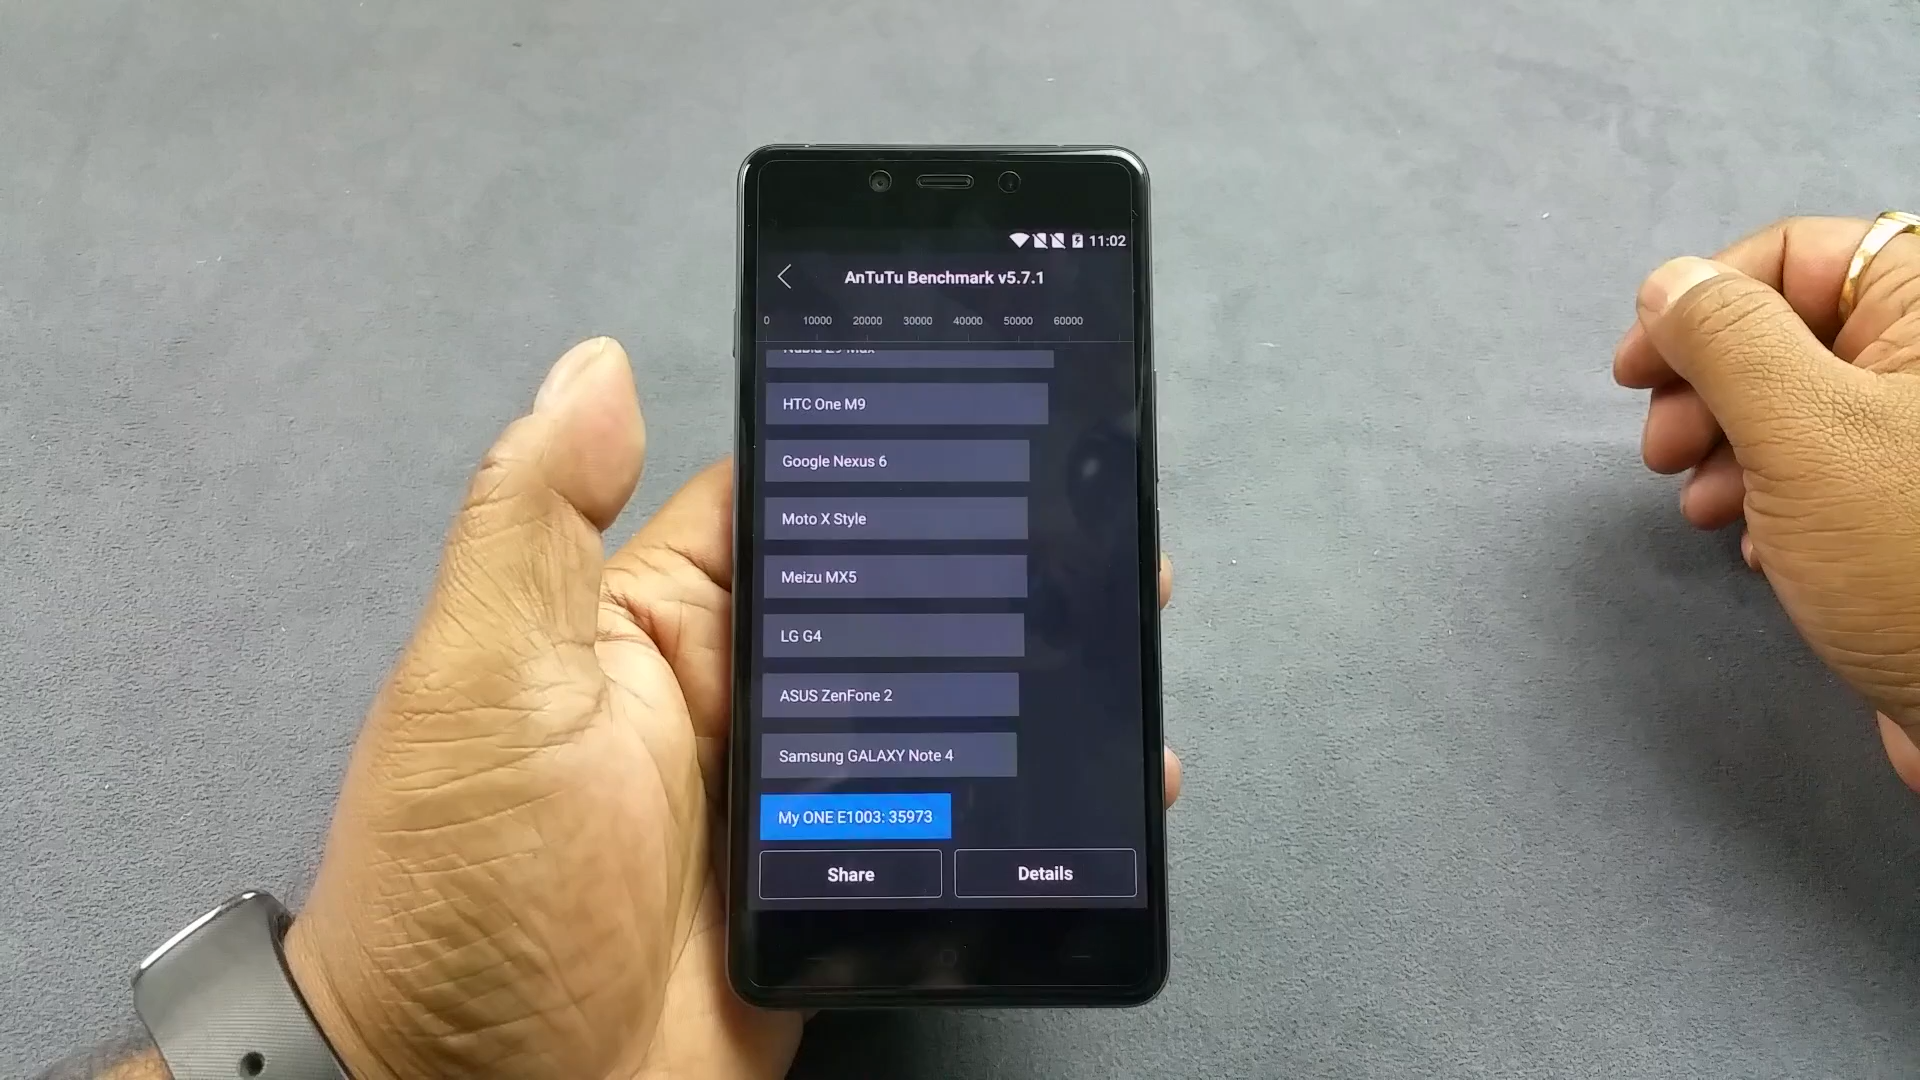 11:02
AnTuTu Benchmark v5.7.1
0 10000 20000 30000 40000 50000 60000
HTC One M9
Google Nexus 6
Moto X Style
Meizu MX5
LG G4
ASUS ZenFone 2
Samsung GALAXY Note 4
My ONE E1003: 35973
Share Details